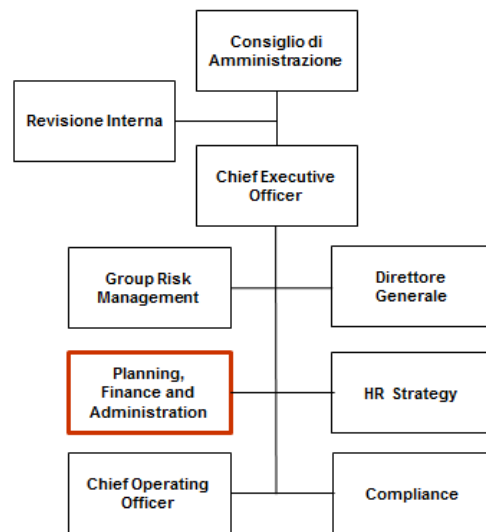 Consiglio di
Amministrazione
Revisione Interna
Chief Executive
Officer
Group Risk
Management
Direttore
Generale
Planning,
Finance and
Administration
HR Strategy
Chief Operating
Officer
Compliance